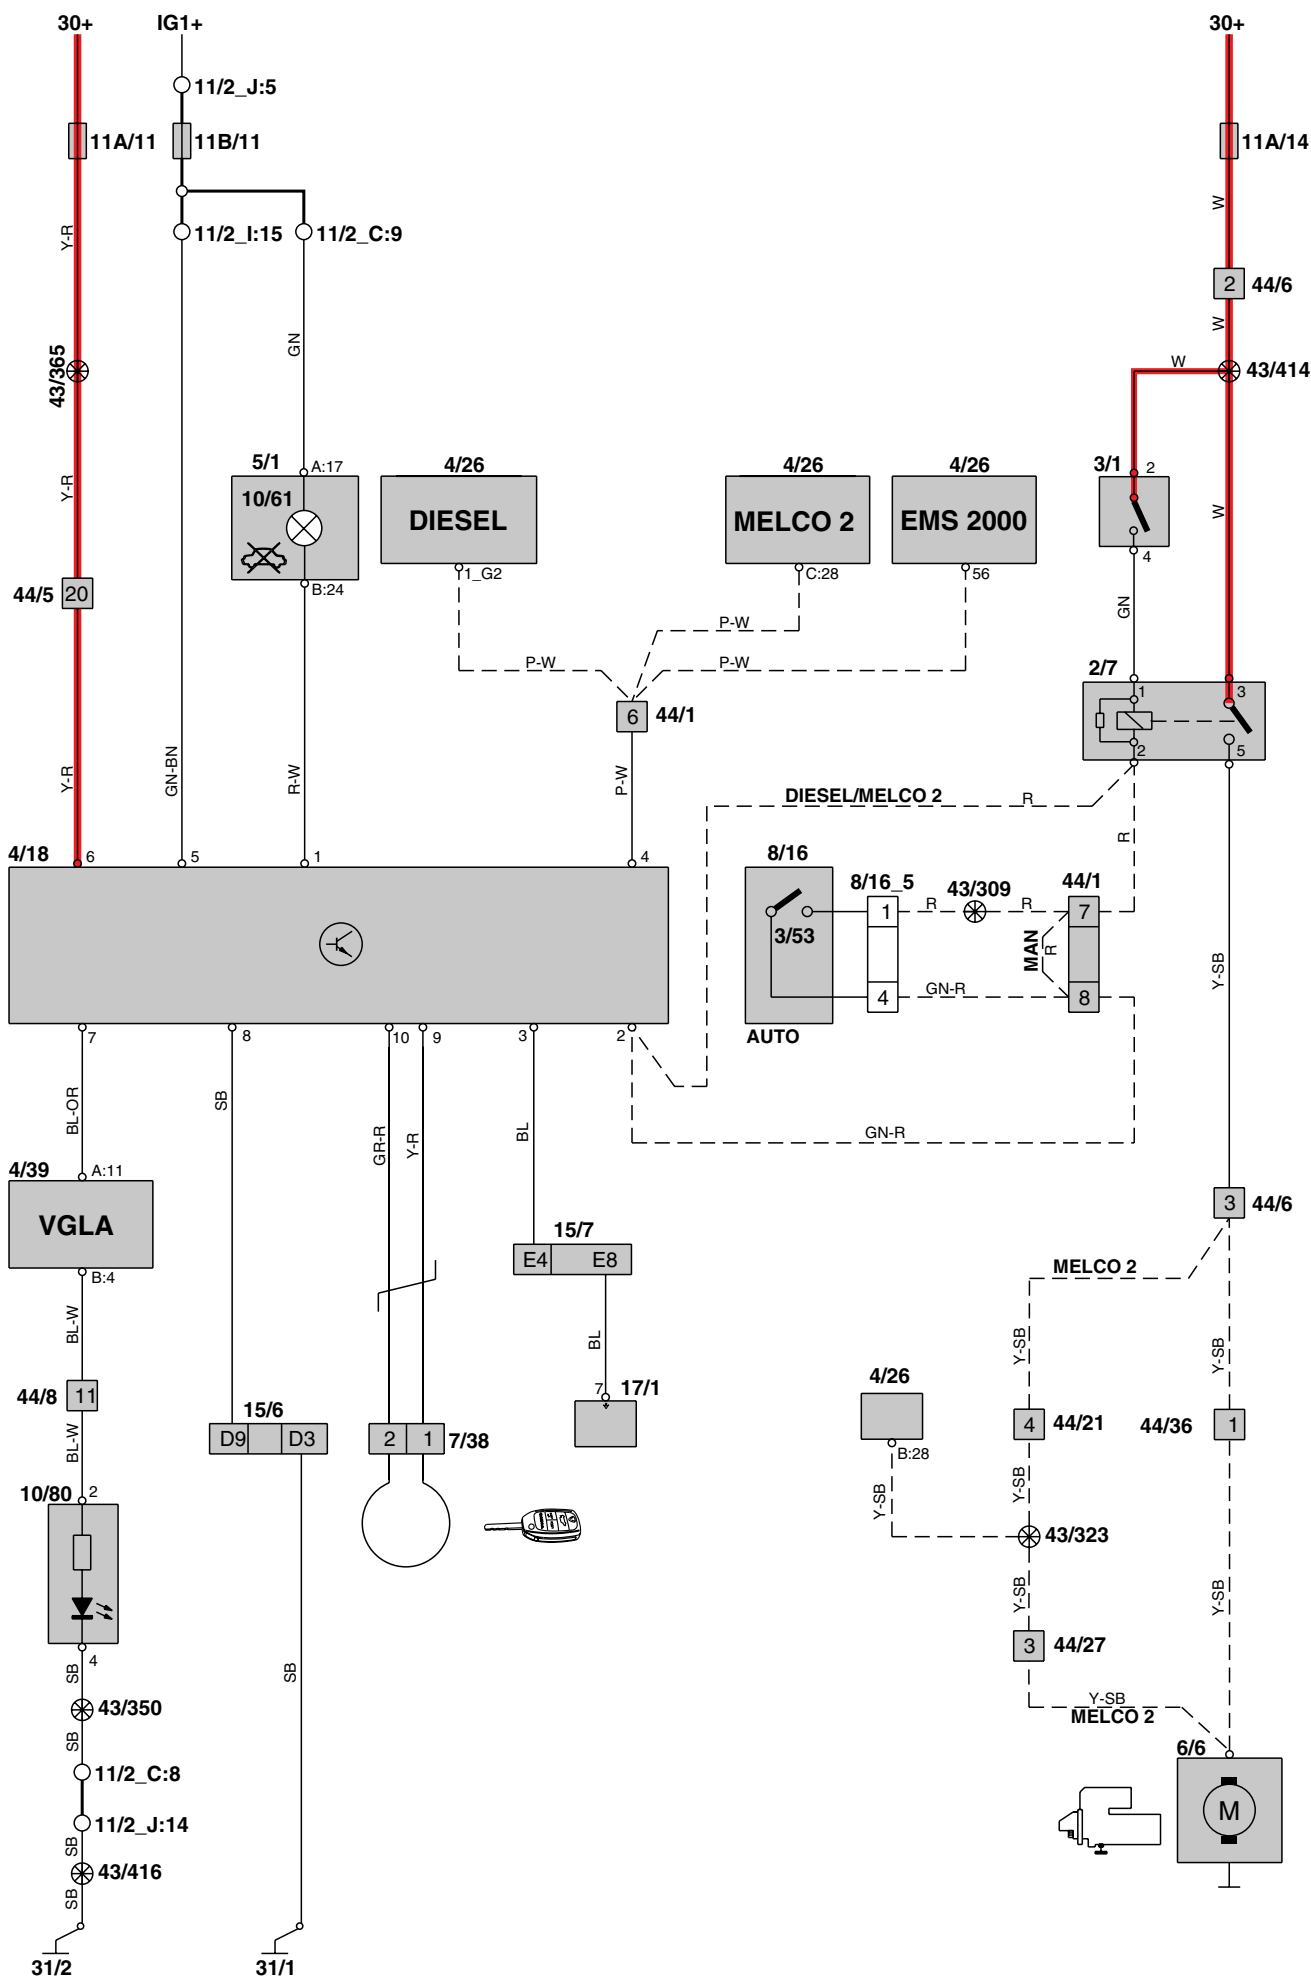 30+
IG1+
30+
11/2_J:5
11A/11
11B/11
11A/14
W
Y-R
11/2_I:15
11/2_C:9
2
44/6
W
GN
43/365
W
43/414
5/1
A:17
4/26
4/26
4/26
3/1
2
Y-R
10/61
DIESEL
MELCO 2
EMS 2000
W
4
1_G2
C:28
56
B:24
44/5
20
GN
P-W
P-W
P-W
2/7
6
44/1
1
3
2
5
Y-R
GN-BN
R-W
P-W
DIESEL/MELCO 2
R
R
4/18
6
5
1
4
8/16
8/16_5
43/309
44/1
1
R
R
7
3/53
MAN
R
Y-SB
4
GN-R
8
AUTO
7
8
10
9
3
2
BL-OR
SB
GR-R
Y-R
BL
GN-R
4/39
A:11
VGLA
3
44/6
15/7
E4
E8
B:4
MELCO 2
BL-W
BL
Y-SB
Y-SB
4/26
7
17/1
44/8
11
15/6
4
44/21
44/36
1
D9
D3
2
1
7/38
BL-W
B:28
10/80
2
Y-SB
Y-SB
43/323
Y-SB
Y-SB
3
44/27
4
SB
SB
43/350
Y-SB
MELCO 2
SB
6/6
11/2_C:8
M
11/2_J:14
SB
43/416
SB
31/2
31/1